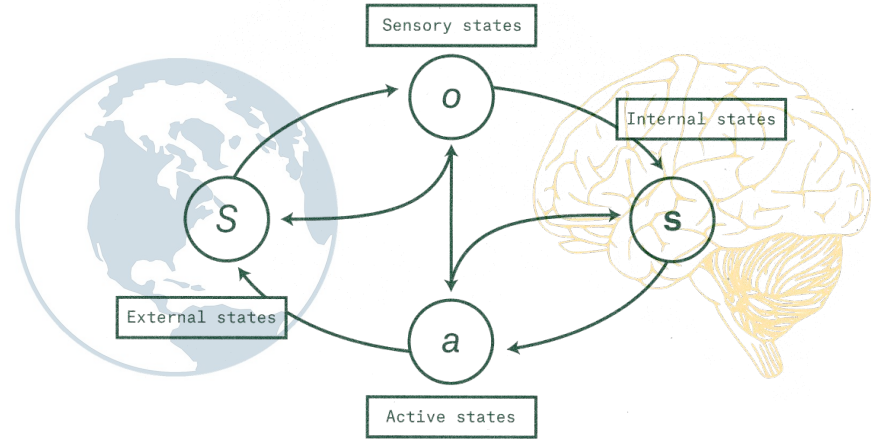 Sensory states
o
Internal states
S
s
External states
a
Active states